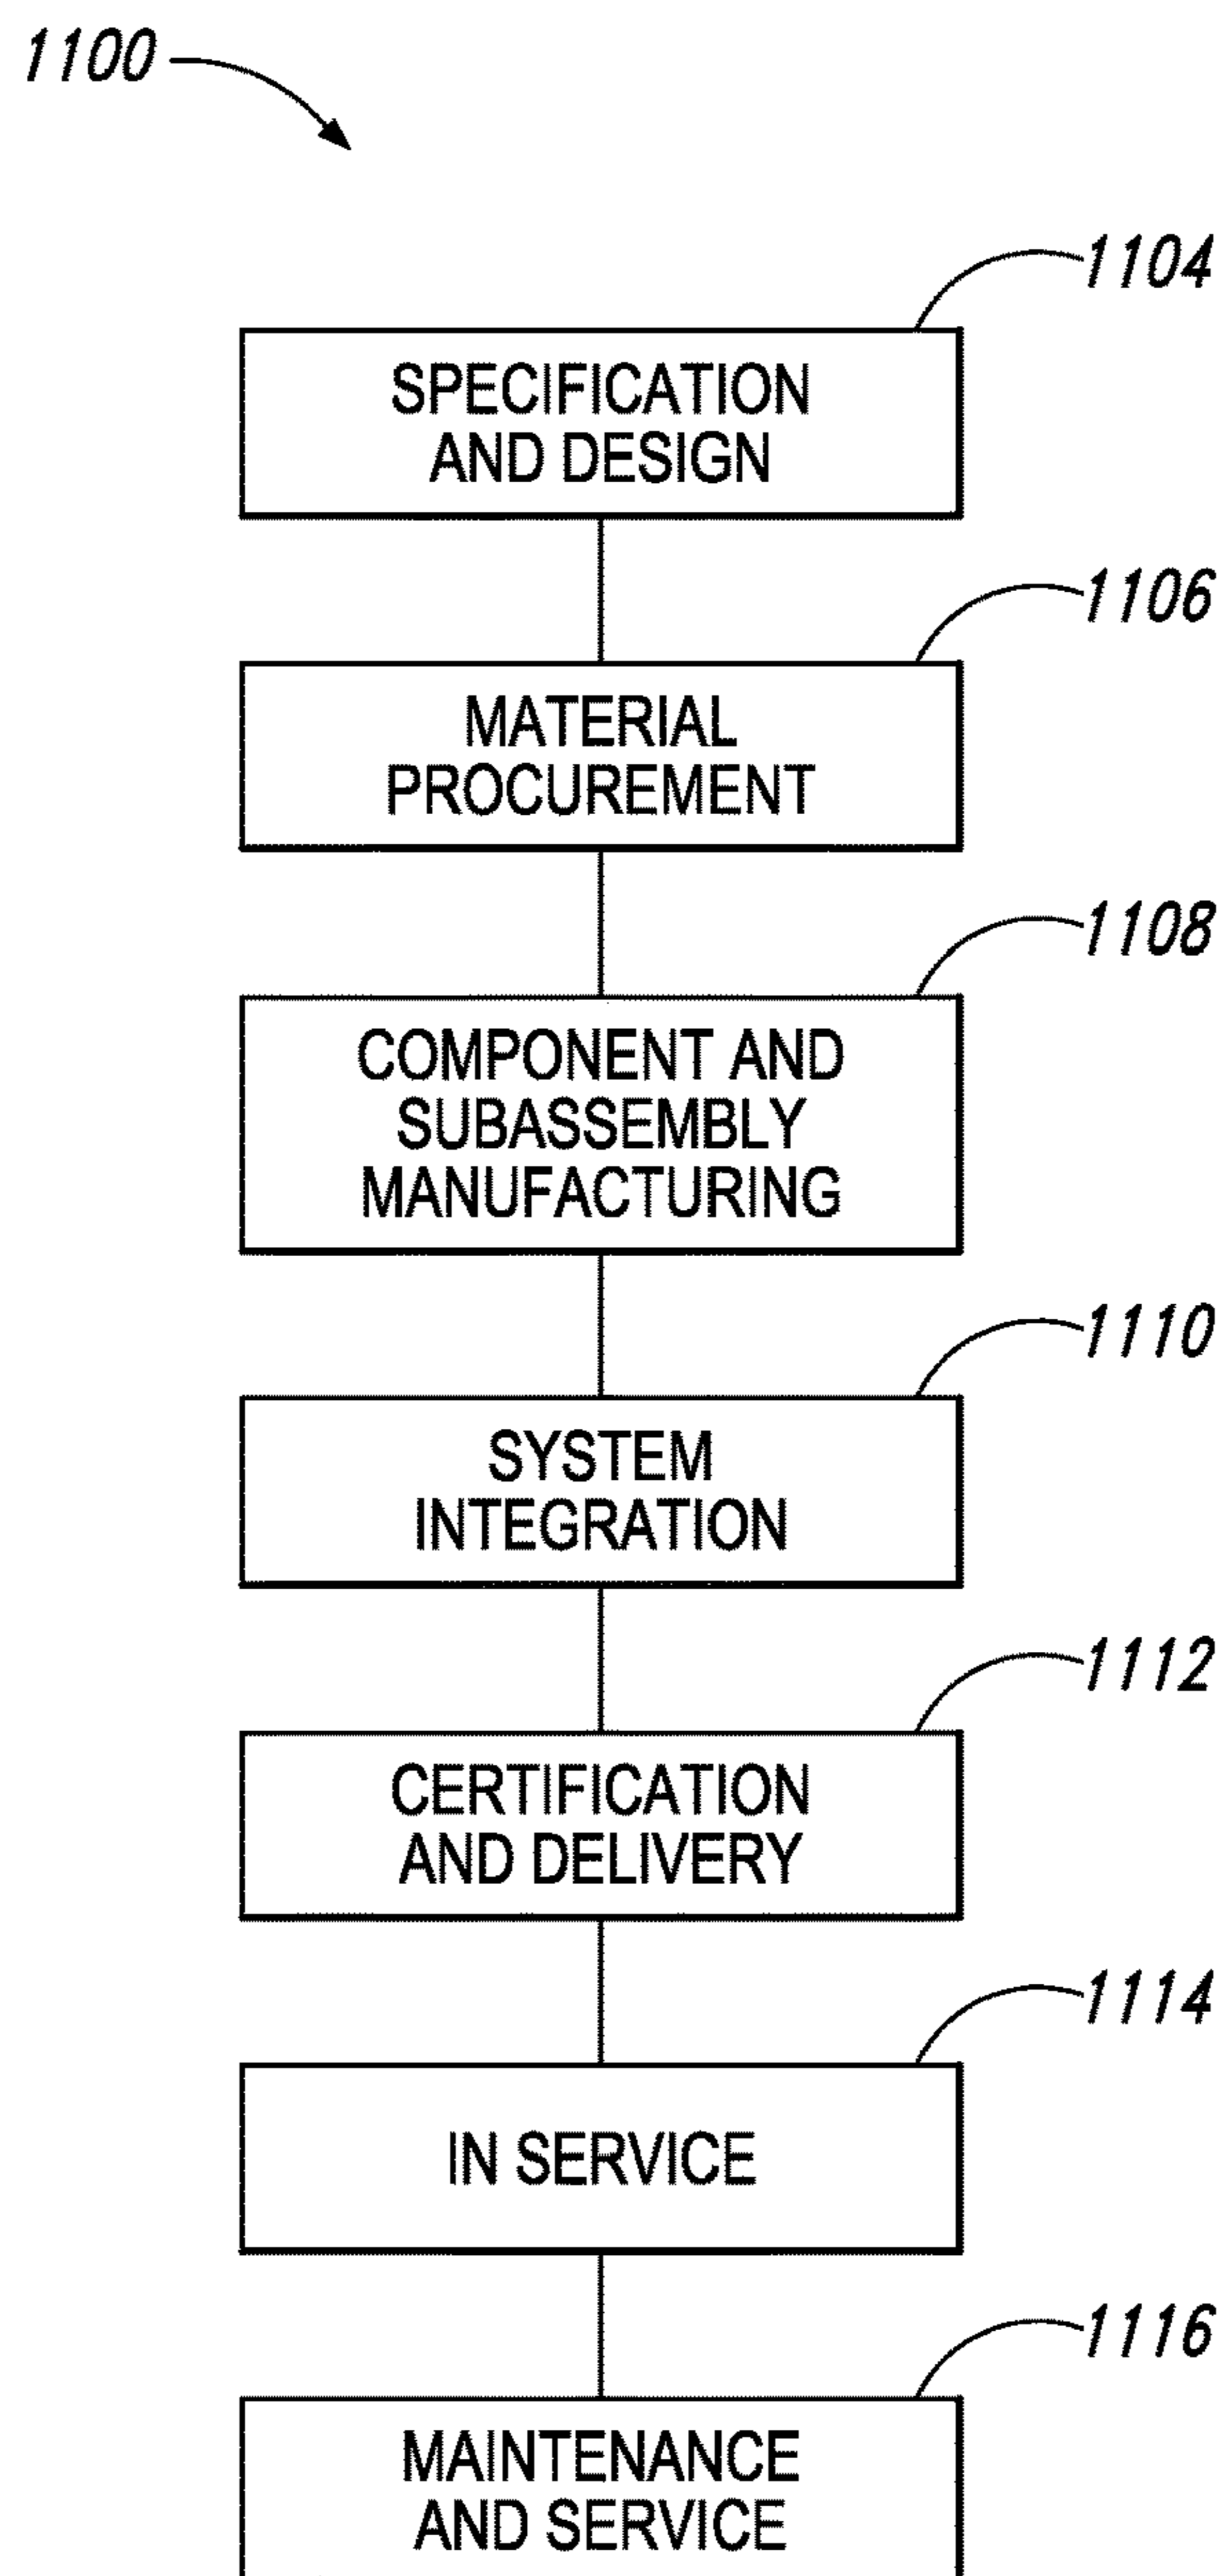 1100
1104
SPECIFICATION
AND DESIGN
1106
MATERIAL
PROCUREMENT
1108
COMPONENT AND
SUBASSEMBLY
MANUFACTURING
1110
SYSTEM
INTEGRATION
1112
CERTIFICATION
AND DELIVERY
1114
IN SERVICE
1116
MAINTENANCE
AND SERVICE